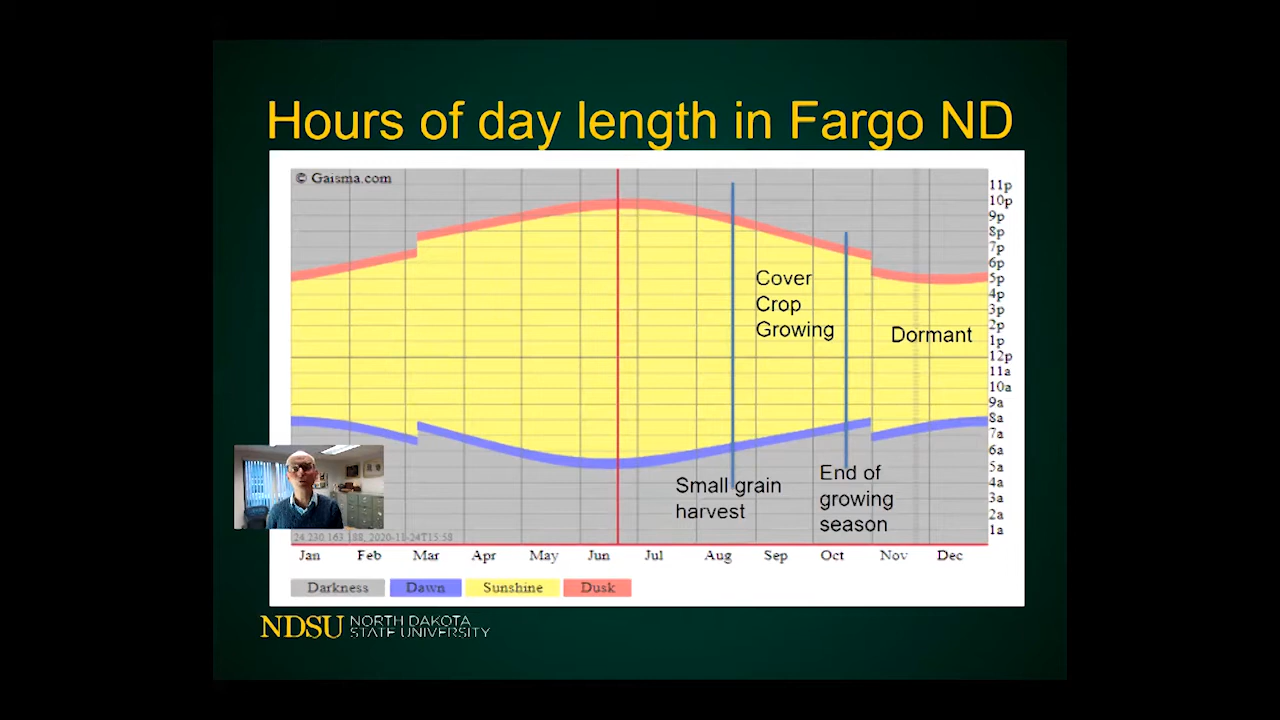 Hours of day length in Fargo ND
© Gaisma.com
11p
10p
9p
8p
7p
6p
5p
4p
3p
2p
1p
12p
11a
10a
9a
8a
7a
6a
5a
4a
3a
2a
1a
Cover
Crop
Growing
Dormant
Small grain
harvest
End of
growing
season
Jan Feb Mar Apr May Jun Jul Aug Sep Oct Nov Dec
Darkness Dawn Sunshine Dusk
NDSU NORTH DAKOTA
STATE UNIVERSITY